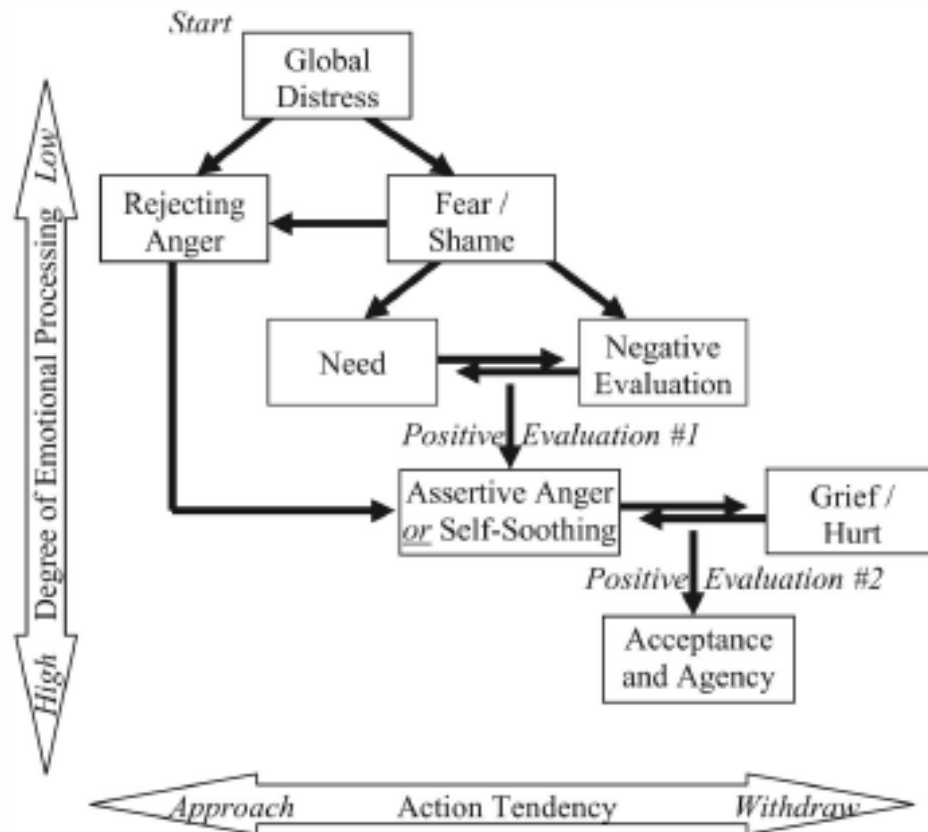 Start
Global
Distress
Rejecting
Anger
Fear /
Shame
Need
Negative
Evaluation
Positive Evaluation #1
Assertive Anger
or Self-Soothing
Grief /
Hurt
Positive Evaluation #2
Acceptance
and Agency
Low
Degree of Emotional Processing
High
Approach Action Tendency Withdraw